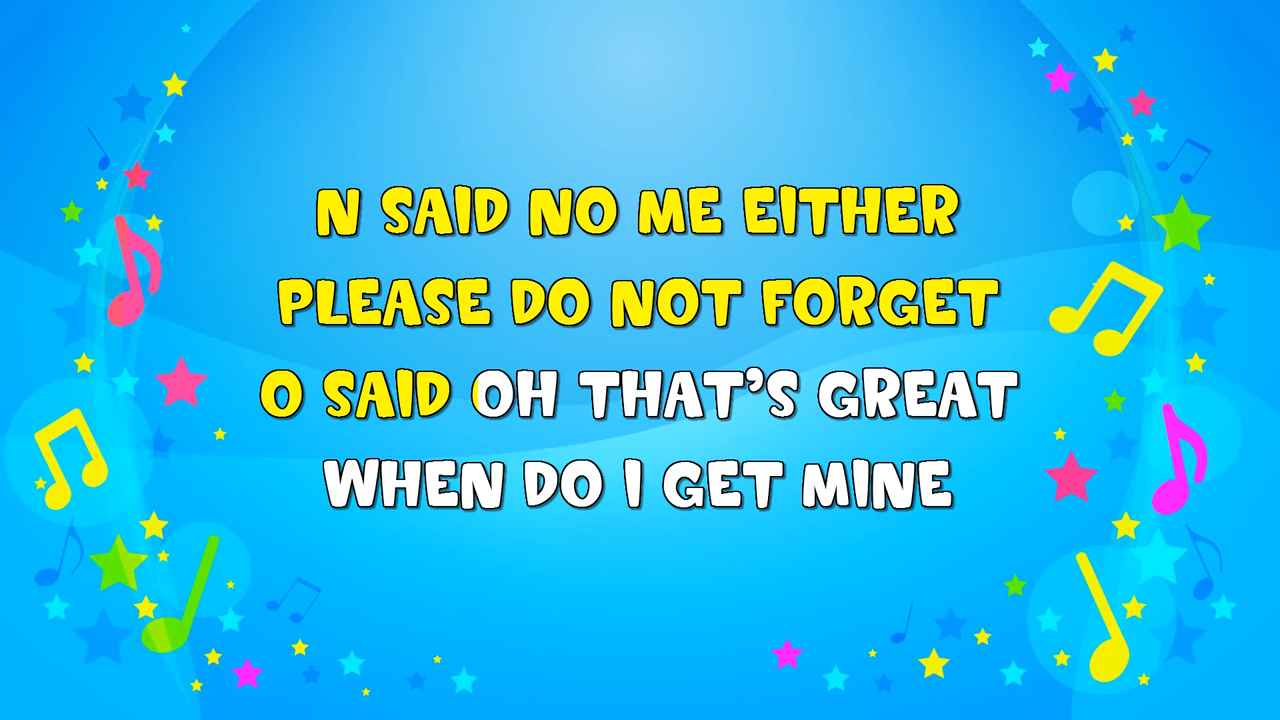 N SAID NO ME EITHER
PLEASE DO NOT FORGET
O SAID OH THAT'S GREAT
WHEN DO I GET MINE